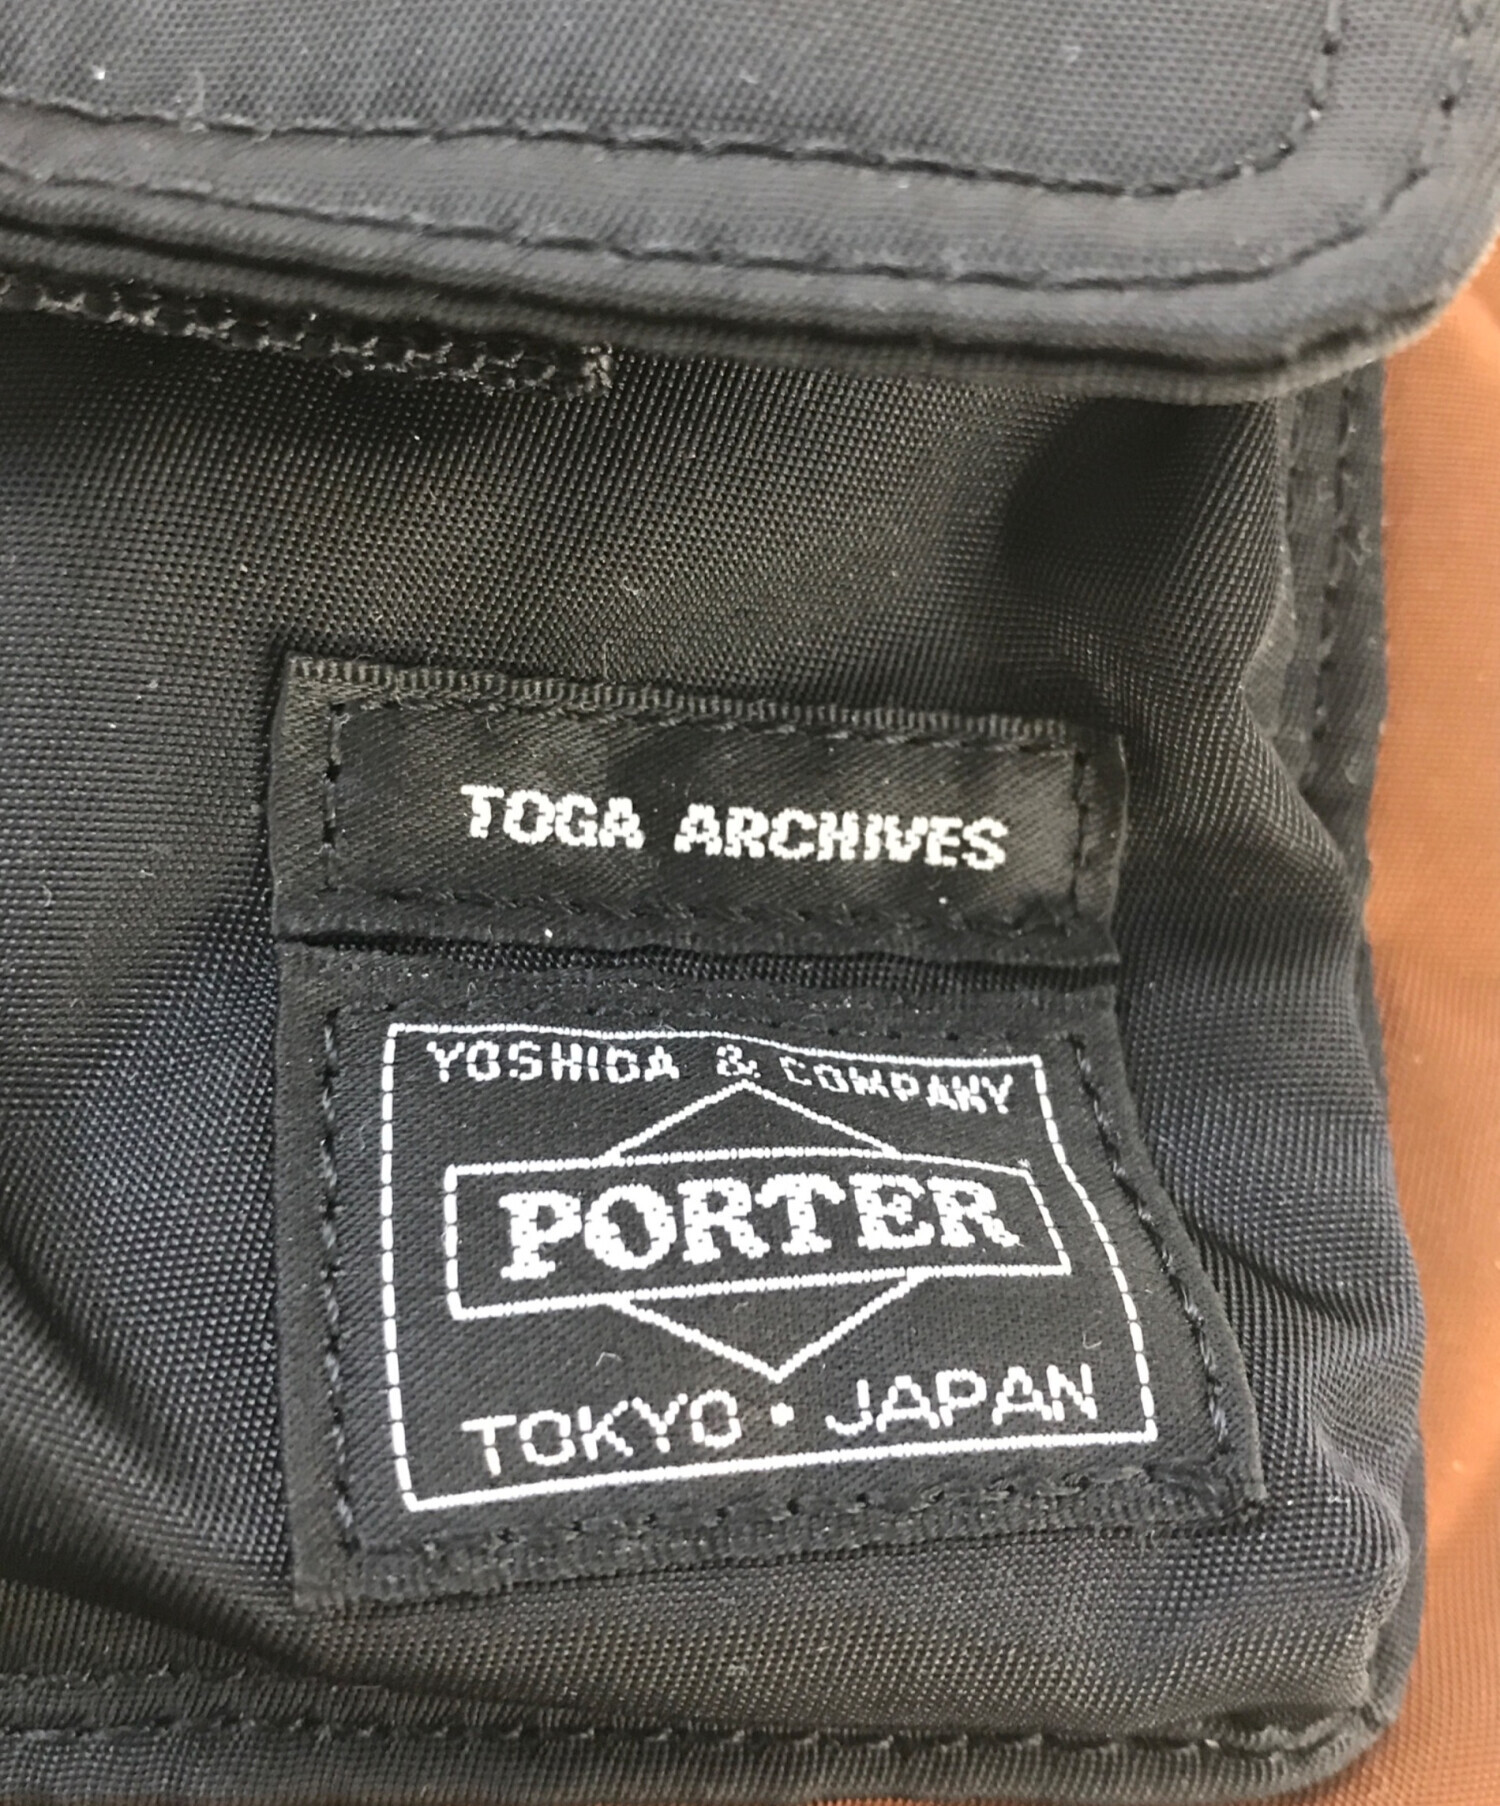 TOGA ARCHIVES
YOSHIDA & COMPANY
PORTER
TOKYO • JAPAN